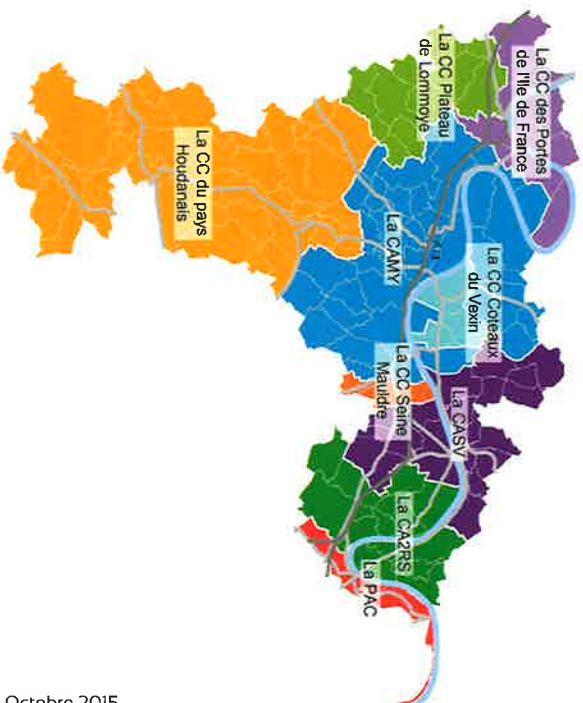 La CC des Portes
de l'Ile de France
La CC Plateau
de Lommoye
La CC du pays
Houdanais
La CAMY
La CC Coteaux
du Vexin
La CC Seine
Mauldre
La CASV
La CA2RS
La PAC
Octobre 2015